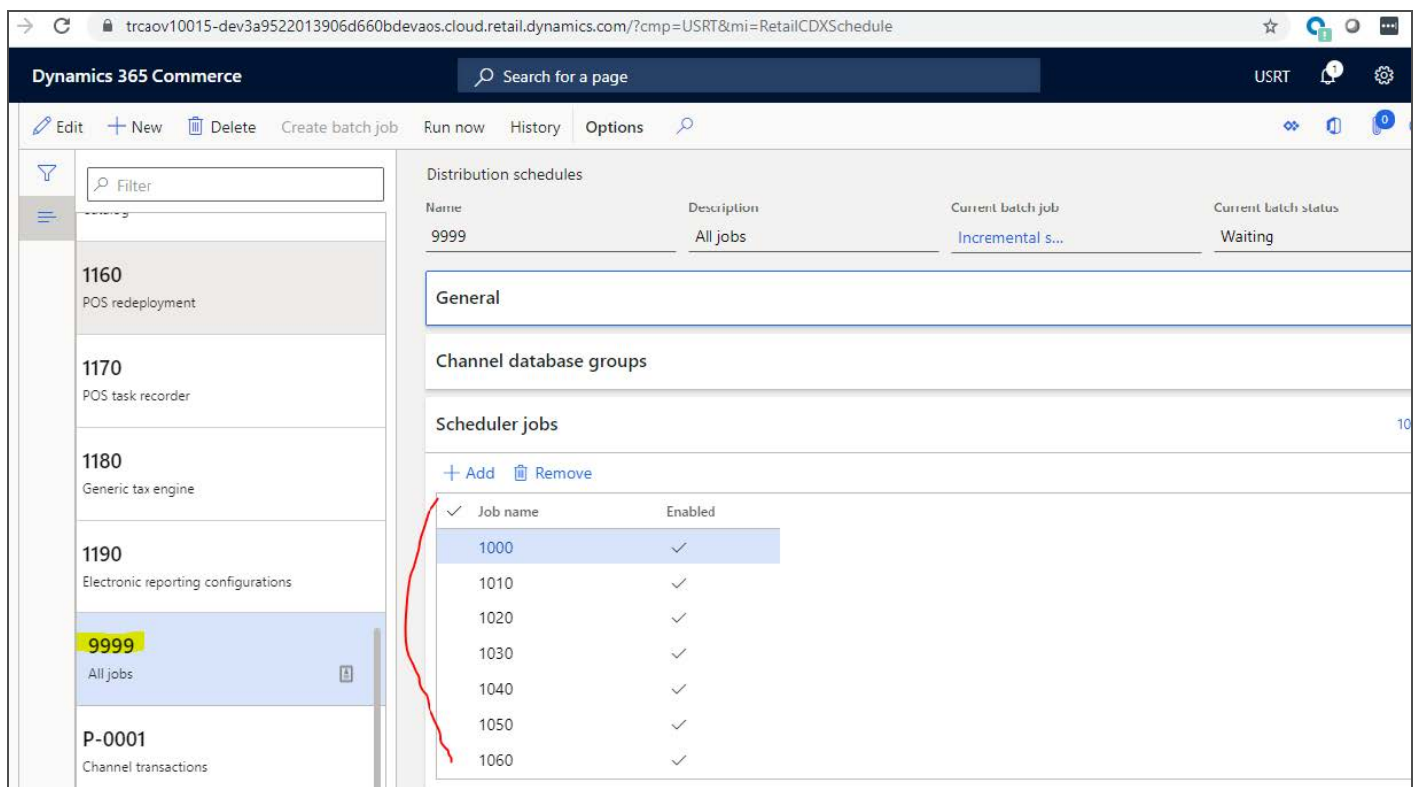 trcaov10015-dev3a9522013906d660bdevaos.cloud.retail.dynamics.com/?cmp=USRT&mi=RetailCDXSchedule
Dynamics 365 Commerce
Search for a page
USRT
1
Edit
New
Delete
Create batch job
Run now
History
Options
0
Filter
1160
POS redeployment
1170
POS task recorder
1180
Generic tax engine
1190
Electronic reporting configurations
9999
All jobs
P-0001
Channel transactions
Distribution schedules
Name Description Current batch job Current batch status
9999 All jobs Incremental s... Waiting
General
Channel database groups
Scheduler jobs
10
Add Remove
Job name Enabled
1000
1010
1020
1030
1040
1050
1060